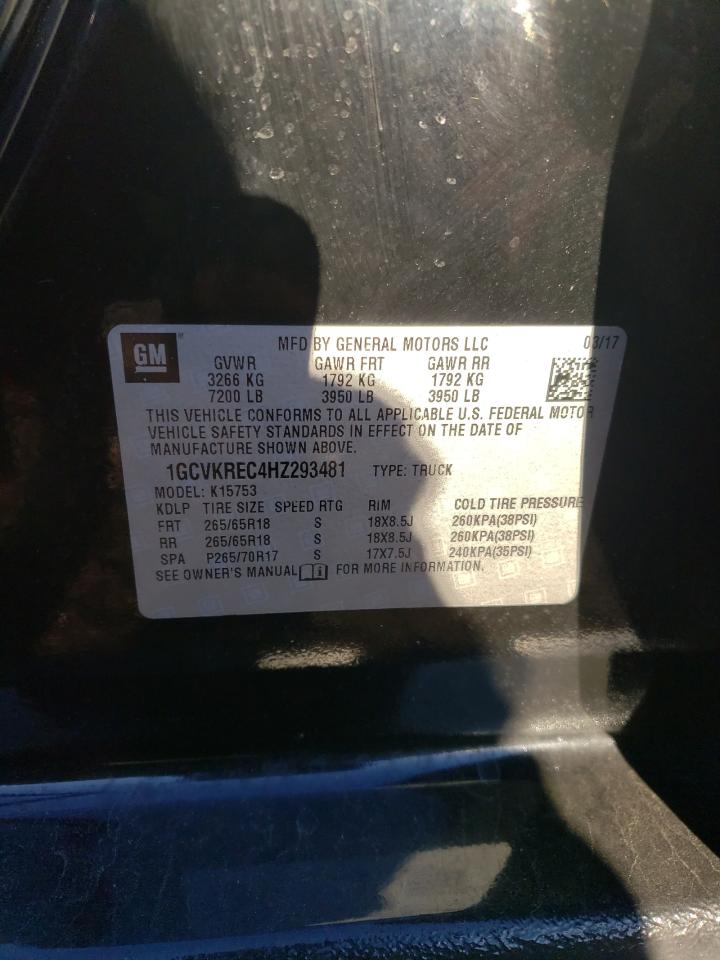 GM MFD BY GENERAL MOTORS LLC 03/17
GVWR GAWR FRT GAWR RR
3266 KG 1792 KG 1792 KG
7200 LB 3950 LB 3950 LB
THIS VEHICLE CONFORMS TO ALL APPLICABLE U.S. FEDERAL MOTOR
VEHICLE SAFETY STANDARDS IN EFFECT ON THE DATE OF
MANUFACTURE SHOWN ABOVE.
1GCVKREC4HZ293481 TYPE: TRUCK
MODEL: K15753
KDLP TIRE SIZE SPEED RTG RIM COLD TIRE PRESSURE
FRT 265/65R18 S 18X8.5J 260KPA(38PSI)
RR 265/65R18 S 18X8.5J 260KPA(38PSI)
SPA P265/70R17 S 17X7.5J 240KPA(35PSI)
SEE OWNER'S MANUAL i FOR MORE INFORMATION.